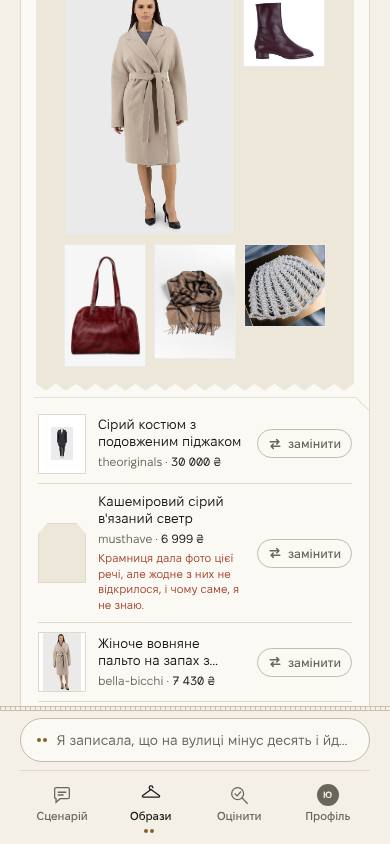 Сірий костюм з
подовженим піджаком
theoriginals · 30 000 ₴
замінити
Кашеміровий сірий
в'язаний светр
musthave · 6 999 ₴
Крамниця дала фото цієї
речі, але жодне з них не
відкрилося, і чому саме, я
не знаю.
замінити
Жіноче вовняне
пальто на запах з…
bella-bicchi · 7 430 ₴
замінити
Я записала, що на вулиці мінус десять і йд…
Сценарій
Образи
Оцінити
Ю
Профіль